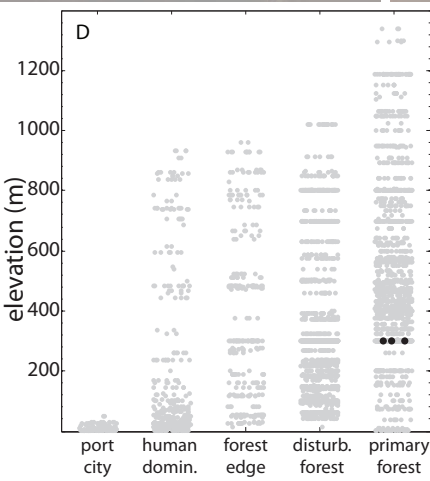 D
1200
1000
800
600
400
200
elevation (m)
port human forest disturb. primary
city domin. edge forest forest